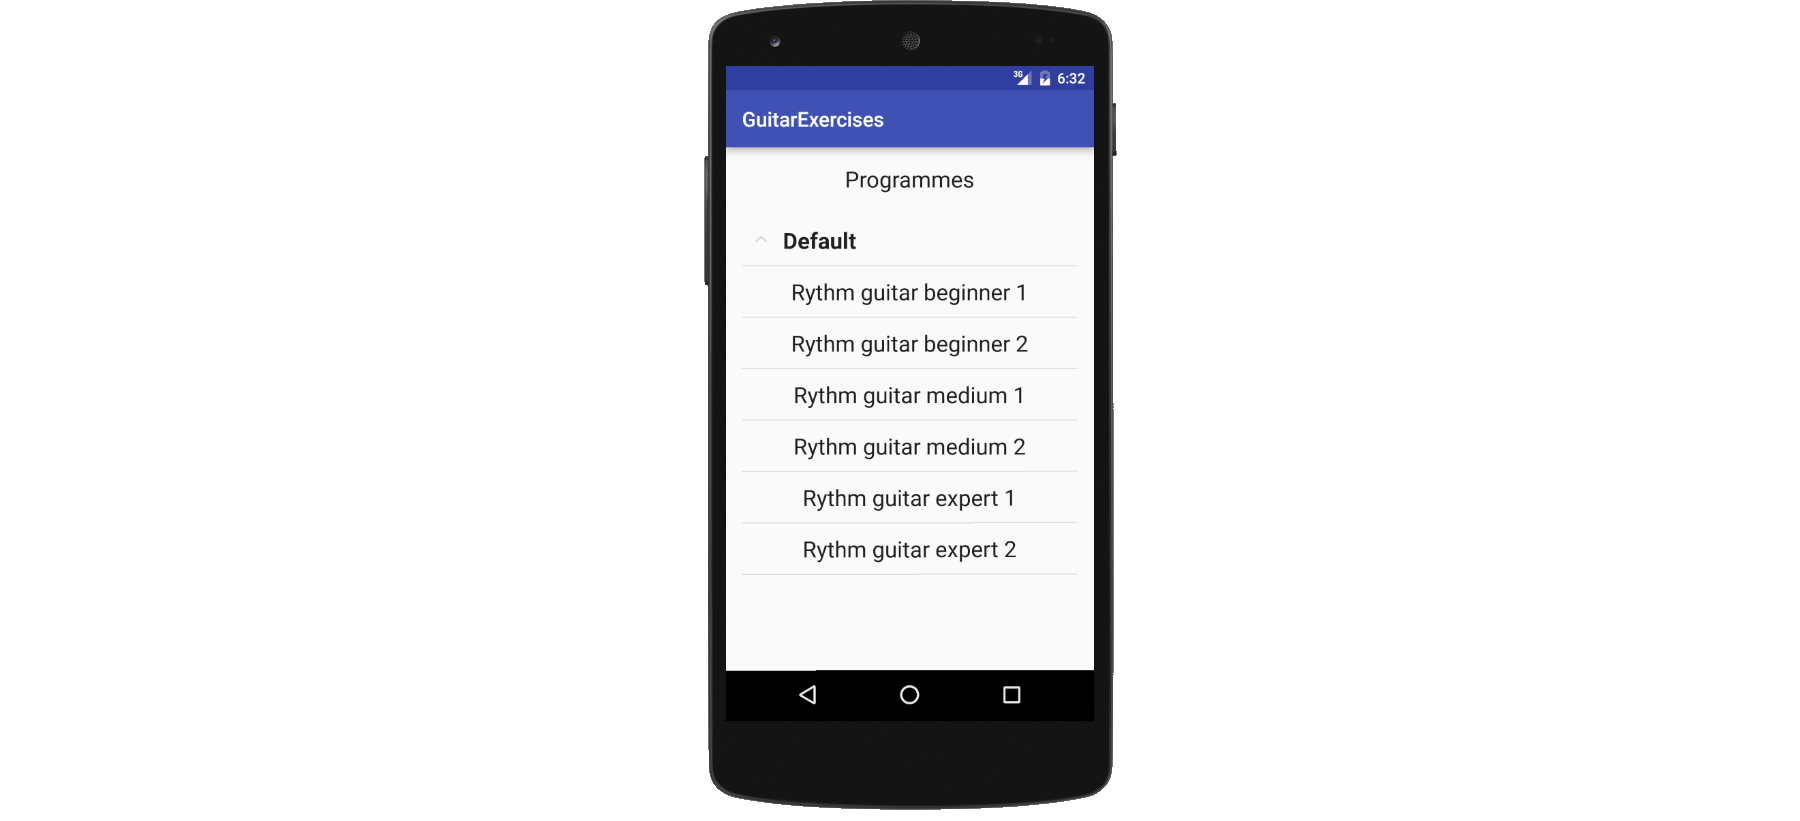 3G 6:32
GuitarExercises
Programmes
Default
Rythm guitar beginner 1
Rythm guitar beginner 2
Rythm guitar medium 1
Rythm guitar medium 2
Rythm guitar expert 1
Rythm guitar expert 2